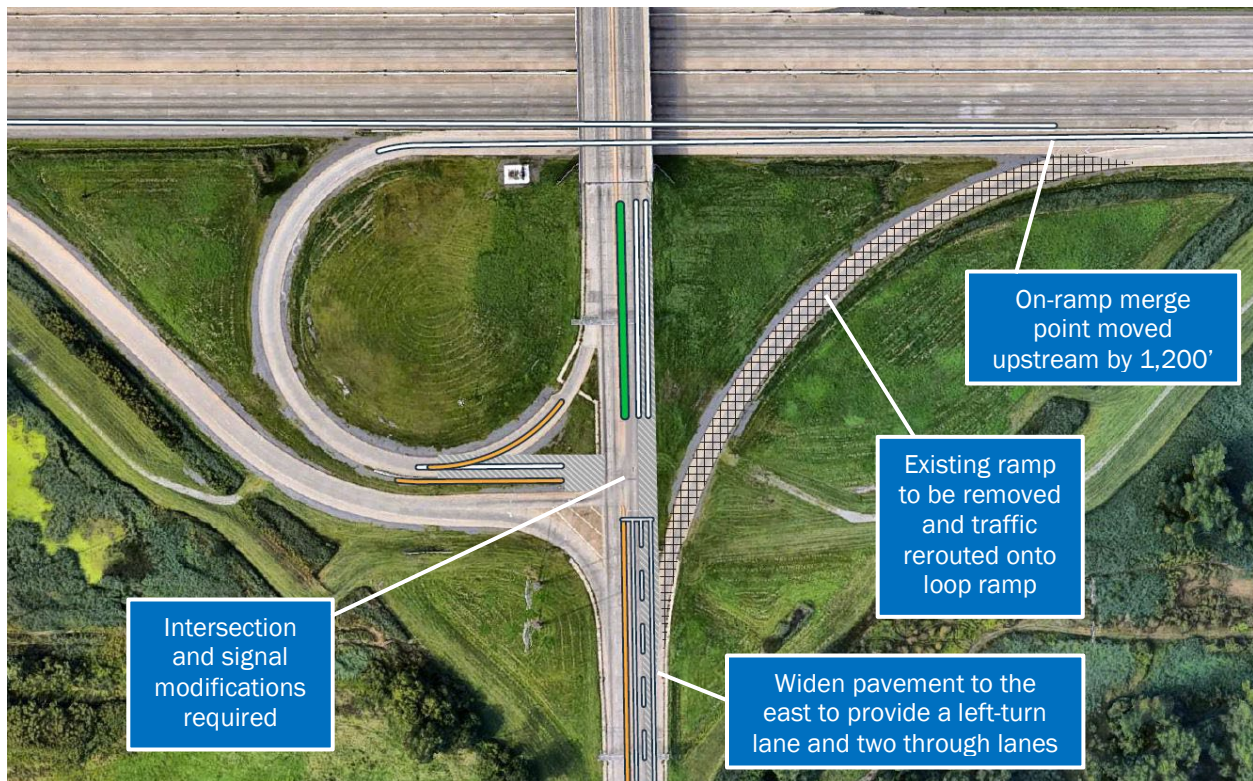 On-ramp merge
point moved
upstream by 1,200’
Existing ramp
to be removed
and traffic
rerouted onto
loop ramp
Intersection
and signal
modifications
required
Widen pavement to the
east to provide a left-turn
lane and two through lanes